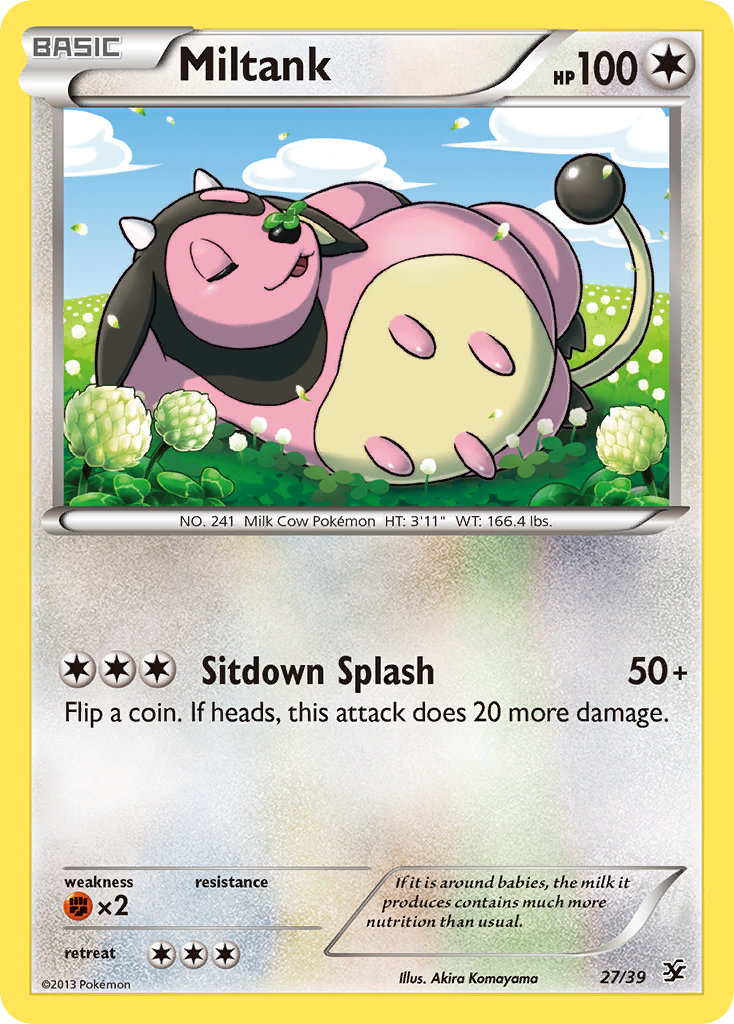 BASIC
Miltank
HP100
NO. 241 Milk Cow Pokémon HT: 3'11" WT: 166.4 lbs.
Sitdown Splash 50+
Flip a coin. If heads, this attack does 20 more damage.
weakness resistance
×2
retreat
If it is around babies, the milk it
produces contains much more
nutrition than usual.
©2013 Pokémon
Illus. Akira Komayama
27/39